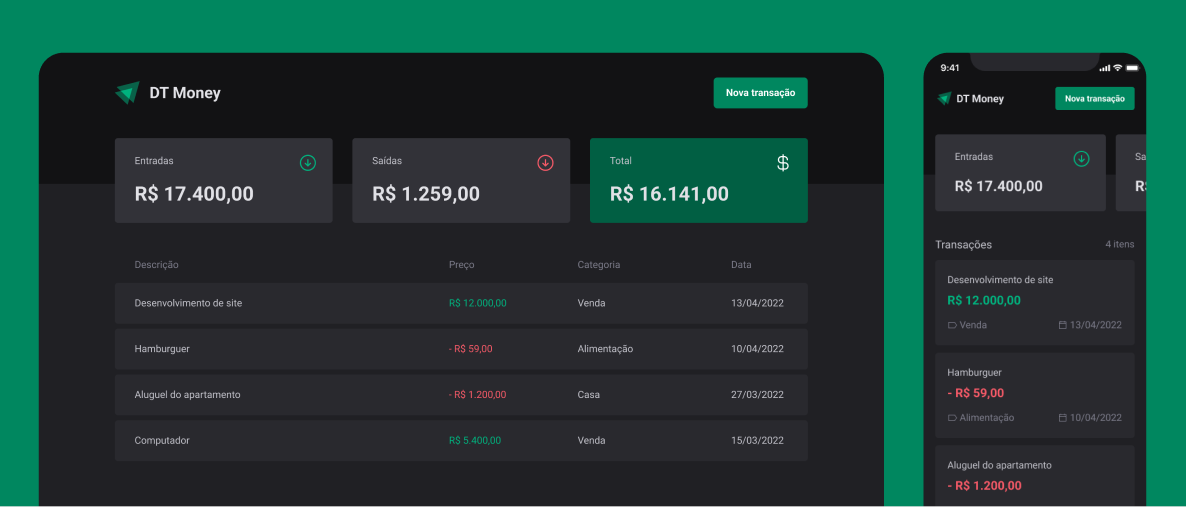 DT Money
Nova transação
Entradas
Saídas
Total
$
R$ 17.400,00
R$ 1.259,00
R$ 16.141,00
Descrição Preço Categoria Data
Desenvolvimento de site R$ 12.000,00 Venda 13/04/2022
Hamburguer - R$ 59,00 Alimentação 10/04/2022
Aluguel do apartamento - R$ 1.200,00 Casa 27/03/2022
Computador R$ 5.400,00 Venda 15/03/2022
9:41
DT Money
Nova transação
Entradas
Sa
R$ 17.400,00
R
Transações 4 itens
Desenvolvimento de site
R$ 12.000,00
Venda 13/04/2022
Hamburguer
- R$ 59,00
Alimentação 10/04/2022
Aluguel do apartamento
- R$ 1.200,00